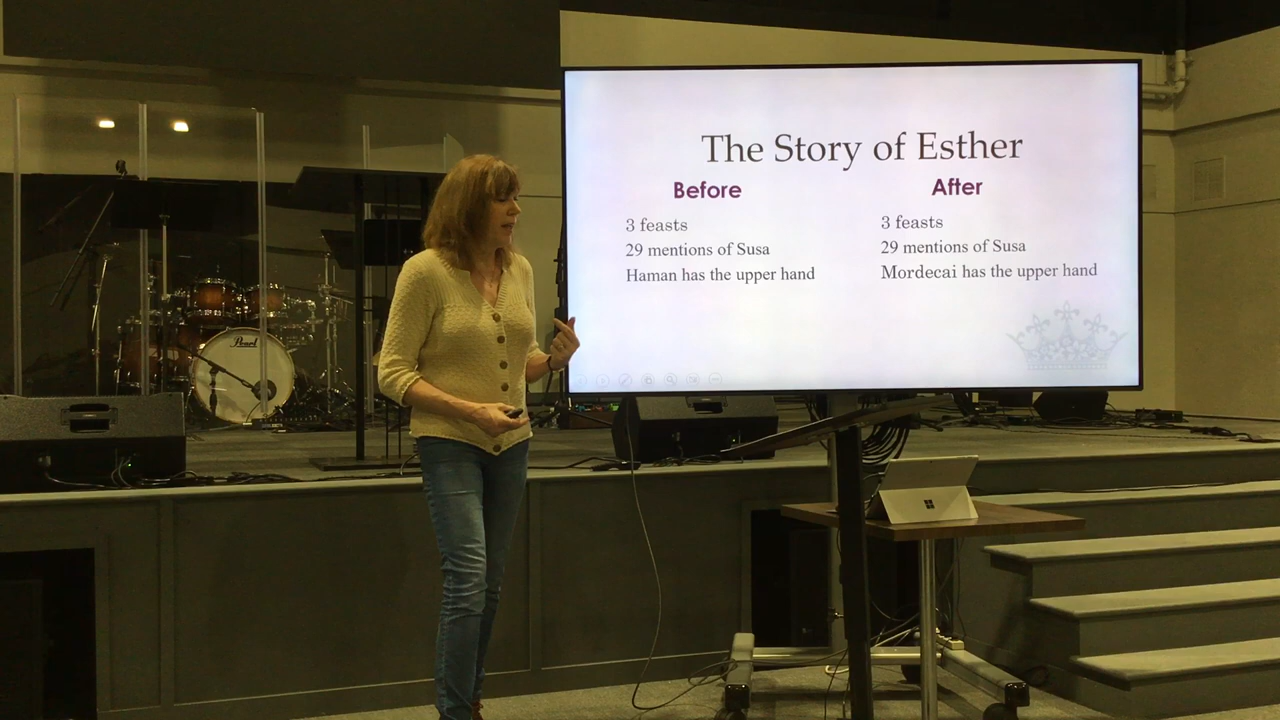 The Story of Esther
Before
3 feasts
29 mentions of Susa
Haman has the upper hand
After
3 feasts
29 mentions of Susa
Mordecai has the upper hand
Pearl